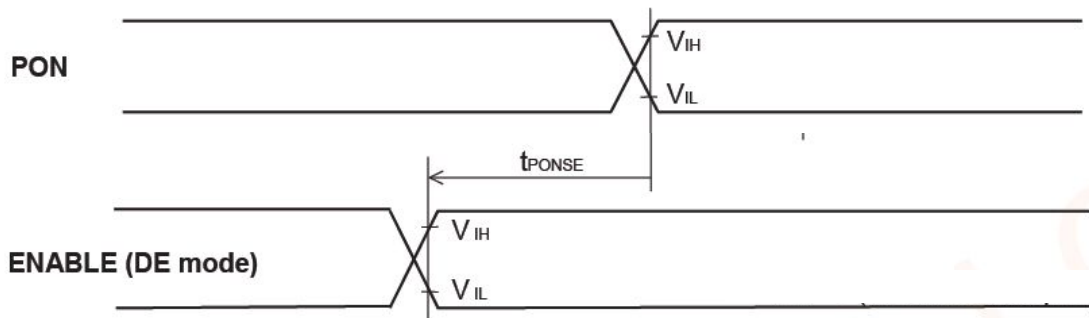 VIH
PON
VIL
tPONSE
VIH
ENABLE (DE mode)
VIL